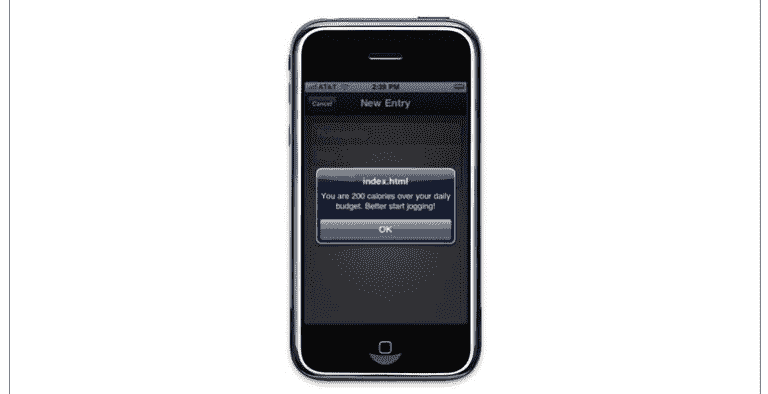 AT&T 2:39 PM
Cancel New Entry
index.html
You are 200 calories over your daily
budget. Better start jogging!
OK